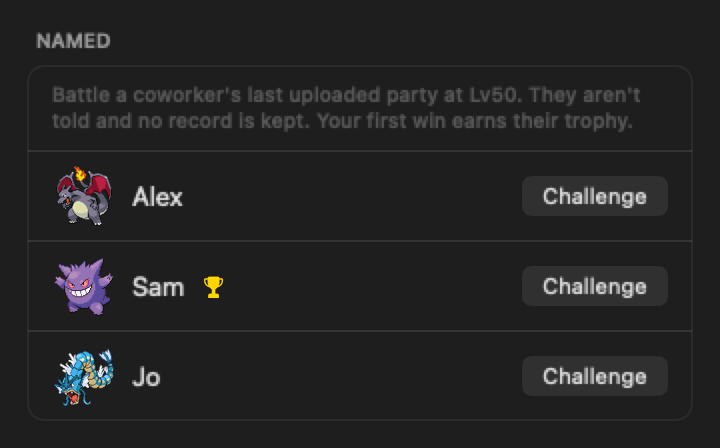 NAMED
Battle a coworker's last uploaded party at Lv50. They aren't
told and no record is kept. Your first win earns their trophy.
Alex
Challenge
Sam
Challenge
Jo
Challenge